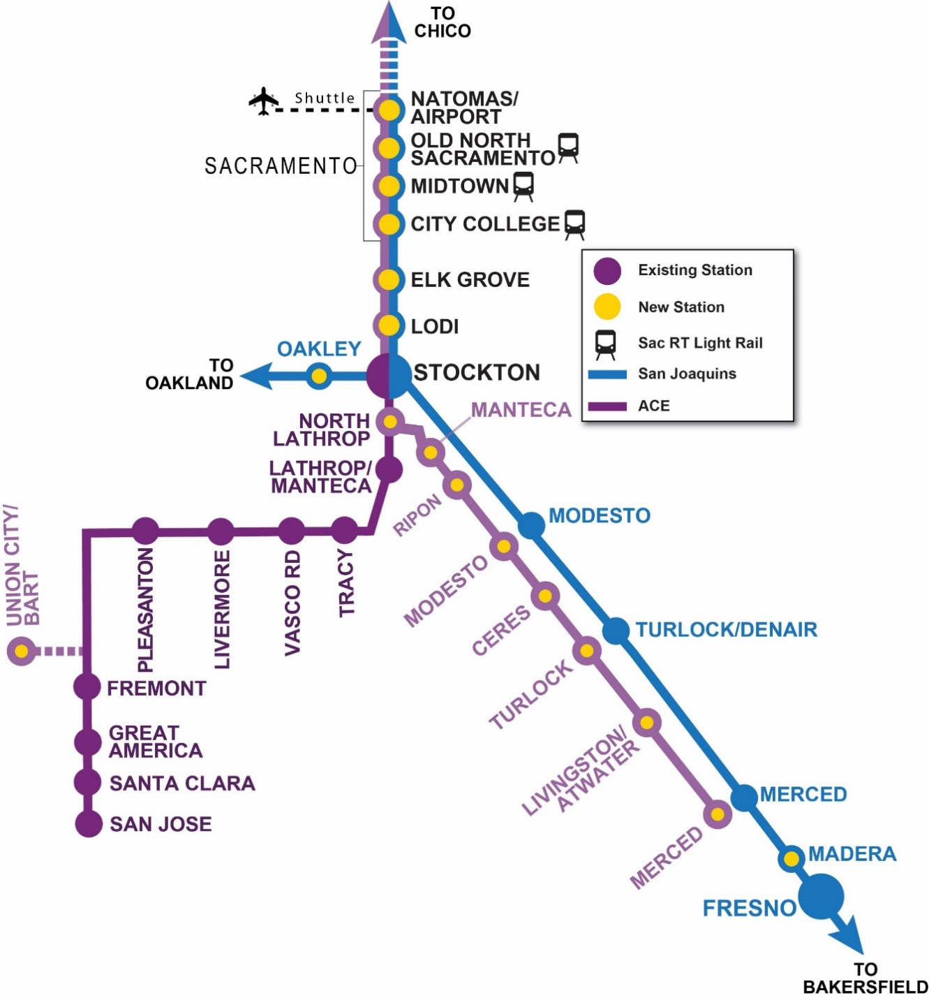 TO
CHICO
Shuttle
NATOMAS/
AIRPORT
OLD NORTH
SACRAMENTO
SACRAMENTO
MIDTOWN
CITY COLLEGE
ELK GROVE
LODI
Existing Station
New Station
Sac RT Light Rail
San Joaquins
ACE
OAKLEY
TO
OAKLAND
STOCKTON
MANTECA
NORTH
LATHROP
LATHROP/
MANTECA
RIPON
MODESTO
MODESTO
CERES
TURLOCK/DENAIR
TURLOCK
LIVINGSTON/
ATWATER
MERCED
MERCED
MADERA
FRESNO
TO
BAKERSFIELD
UNION CITY/
BART
PLEASANTON
LIVERMORE
VASCO RD
TRACY
FREMONT
GREAT
AMERICA
SANTA CLARA
SAN JOSE